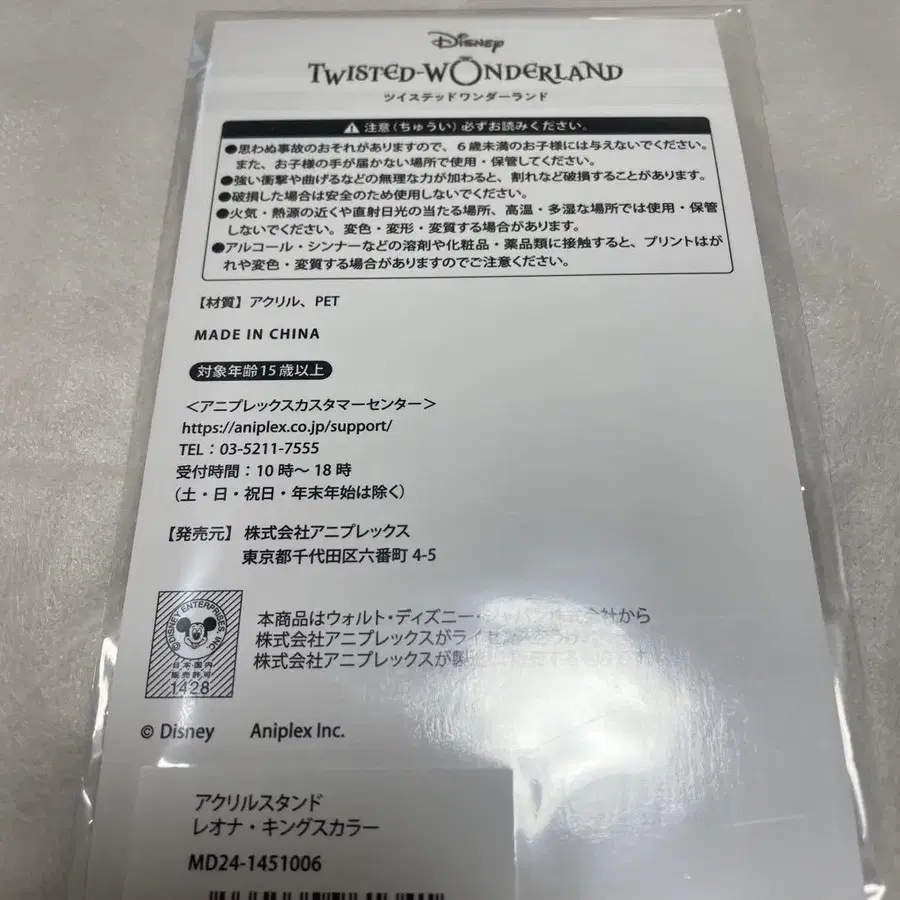 Disney
TWISTED-WONDERLAND
ツイステッドワンダーランド
⚠ 注意（ちゅうい）必ずお読みください。
●思わぬ事故のおそれがありますので、６歳未満のお子様には与えないでください。
また、お子様の手が届かない場所で使用・保管してください。
●強い衝撃や曲げるなどの無理な力が加わると、割れなど破損することがあります。
●破損した場合は安全のため使用しないでください。
●火気・熱源の近くや直射日光の当たる場所、高温・多湿な場所では使用・保管
しないでください。変色・変形・変質する場合があります。
●アルコール・シンナーなどの溶剤や化粧品・薬品類に接触すると、プリントはが
れや変色・変質する場合がありますのでご注意ください。
【材質】アクリル、PET
MADE IN CHINA
対象年齢15歳以上
＜アニプレックスカスタマーセンター＞
https://aniplex.co.jp/support/
TEL：03-5211-7555
受付時間：10時～18時
（土・日・祝日・年末年始は除く）
【発売元】株式会社アニプレックス
東京都千代田区六番町 4-5
©DISNEY ENTERPRISES, INC.
日本国内
販売許可
1428
本商品はウォルト・ディズニー・ジャパン株式会社から
株式会社アニプレックスがライセンスを
株式会社アニプレックスが製造
© Disney Aniplex Inc.
アクリルスタンド
レオナ・キングスカラー
MD24-1451006